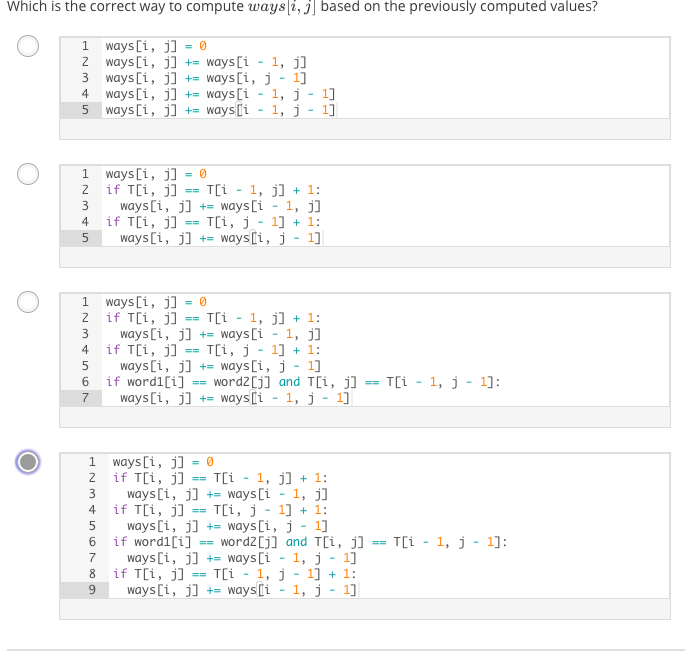 Which is the correct way to compute ways[i, j] based on the previously computed values?
1 ways[i, j] = 0
2 ways[i, j] += ways[i - 1, j]
3 ways[i, j] += ways[i, j - 1]
4 ways[i, j] += ways[i - 1, j - 1]
5 ways[i, j] += ways[i - 1, j - 1]
1 ways[i, j] = 0
2 if T[i, j] == T[i - 1, j] + 1:
3   ways[i, j] += ways[i - 1, j]
4 if T[i, j] == T[i, j - 1] + 1:
5   ways[i, j] += ways[i, j - 1]
1 ways[i, j] = 0
2 if T[i, j] == T[i - 1, j] + 1:
3   ways[i, j] += ways[i - 1, j]
4 if T[i, j] == T[i, j - 1] + 1:
5   ways[i, j] += ways[i, j - 1]
6 if word1[i] == word2[j] and T[i, j] == T[i - 1, j - 1]:
7   ways[i, j] += ways[i - 1, j - 1]
1 ways[i, j] = 0
2 if T[i, j] == T[i - 1, j] + 1:
3   ways[i, j] += ways[i - 1, j]
4 if T[i, j] == T[i, j - 1] + 1:
5   ways[i, j] += ways[i, j - 1]
6 if word1[i] == word2[j] and T[i, j] == T[i - 1, j - 1]:
7   ways[i, j] += ways[i - 1, j - 1]
8 if T[i, j] == T[i - 1, j - 1] + 1:
9   ways[i, j] += ways[i - 1, j - 1]